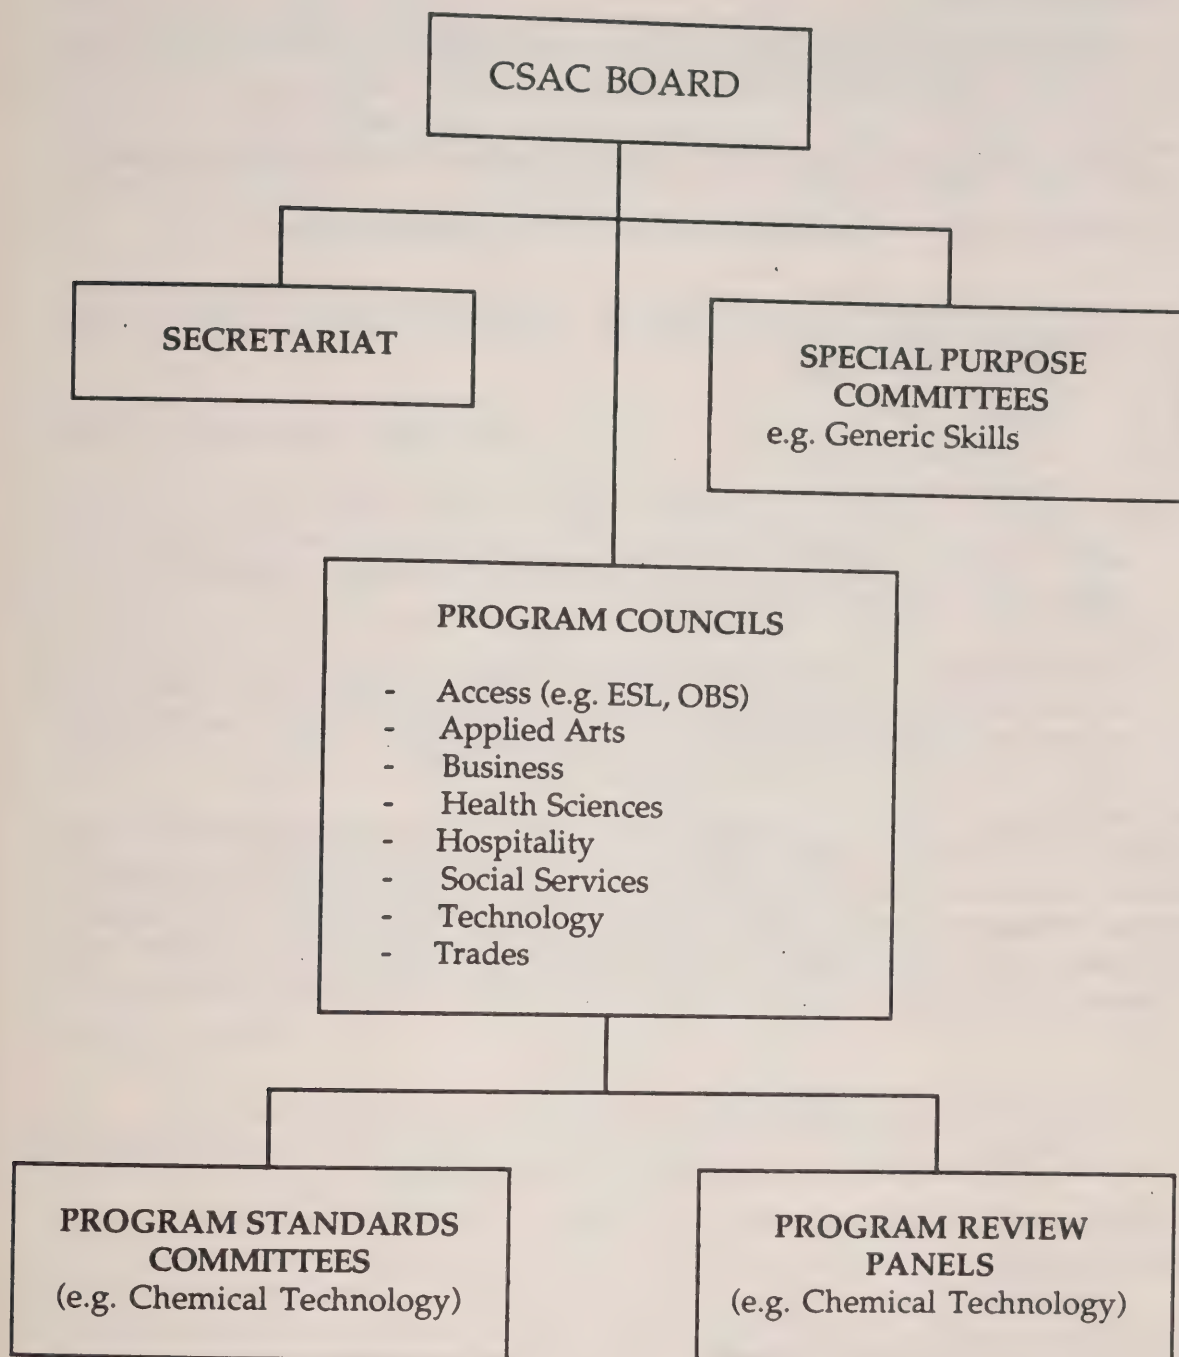 CSAC BOARD
SECRETARIAT
SPECIAL PURPOSE
COMMITTEES
e.g. Generic Skills
PROGRAM COUNCILS
- Access (e.g. ESL, OBS)
- Applied Arts
- Business
- Health Sciences
- Hospitality
- Social Services
- Technology
- Trades
PROGRAM STANDARDS
COMMITTEES
(e.g. Chemical Technology)
PROGRAM REVIEW
PANELS
(e.g. Chemical Technology)